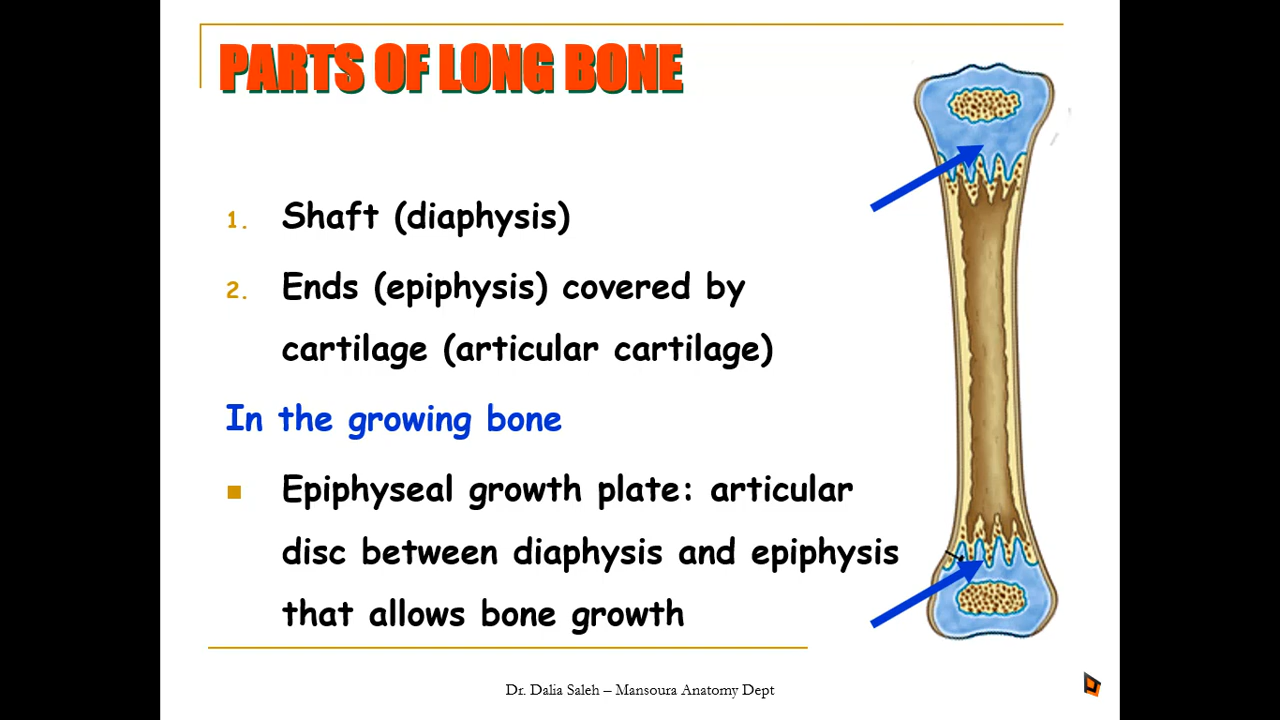 PARTS OF LONG BONE
1. Shaft (diaphysis)
2. Ends (epiphysis) covered by
cartilage (articular cartilage)
In the growing bone
■ Epiphyseal growth plate: articular
disc between diaphysis and epiphysis
that allows bone growth
Dr. Dalia Saleh – Mansoura Anatomy Dept